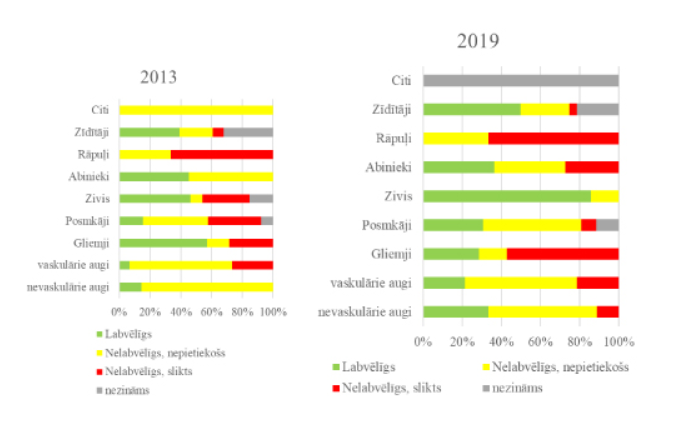 2013
Citi
Zīdītāji
Rāpuļi
Abinieki
Zivis
Posmkāji
Gliemji
vaskulārie augi
nevaskulārie augi
0% 20% 40% 60% 80% 100%
Labvēlīgs
Nelabvēlīgs, nepietiekošs
Nelabvēlīgs, slikts
nezināms
2019
Citi
Zīdītāji
Rāpuļi
Abinieki
Zivis
Posmkāji
Gliemji
vaskulārie augi
nevaskulārie augi
0% 20% 40% 60% 80% 100%
Labvēlīgs Nelabvēlīgs, nepietiekošs
Nelabvēlīgs, slikts nezināms